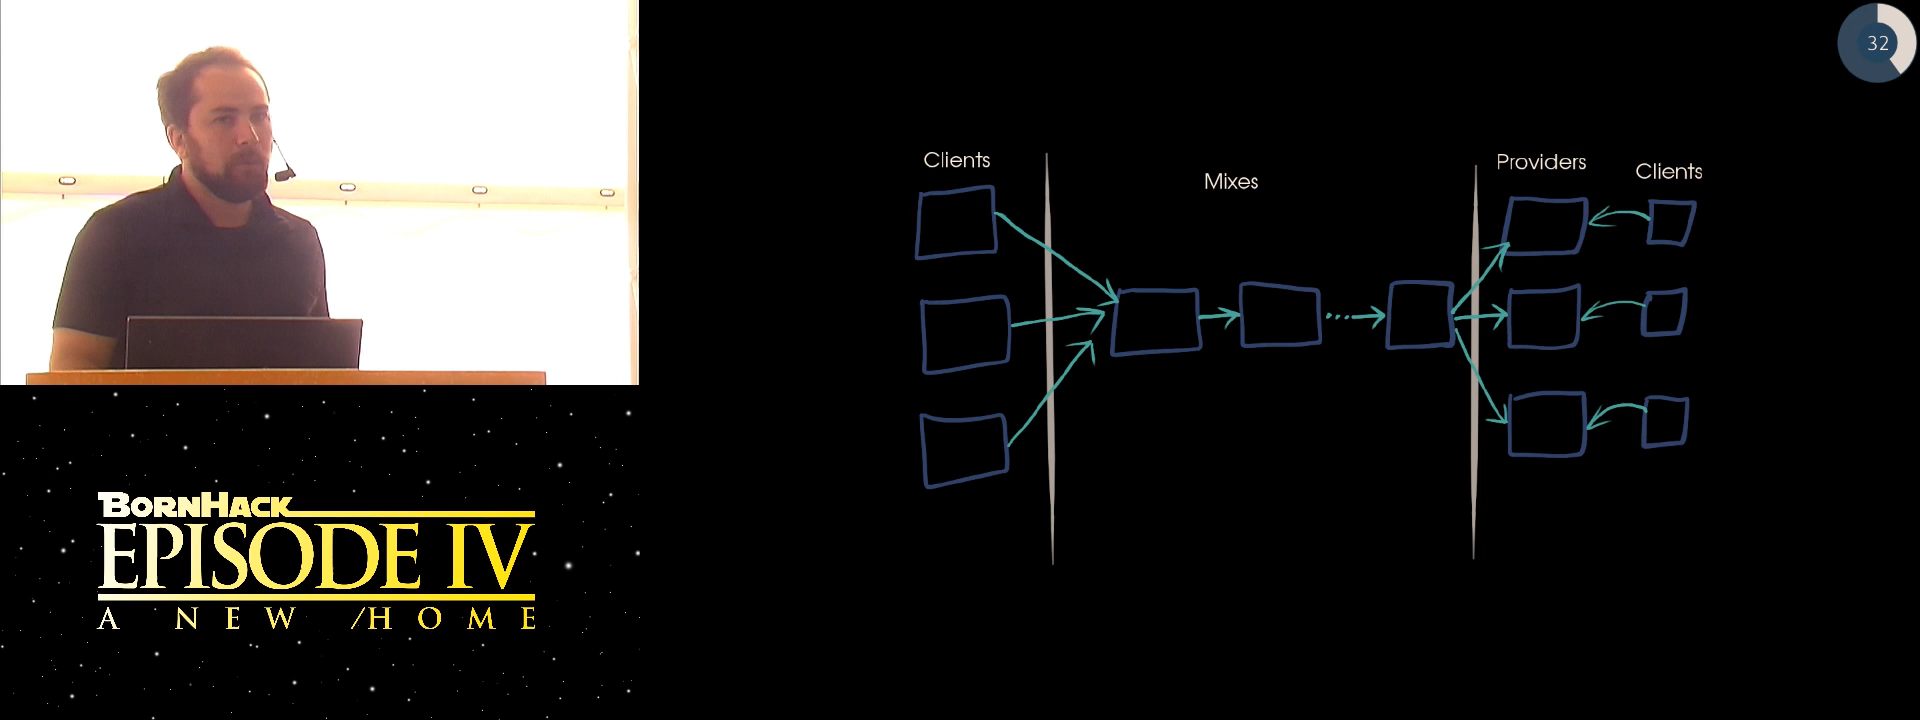 32
Clients
Mixes
Providers
Clients
BORNHACK
EPISODE IV
A NEW /HOME